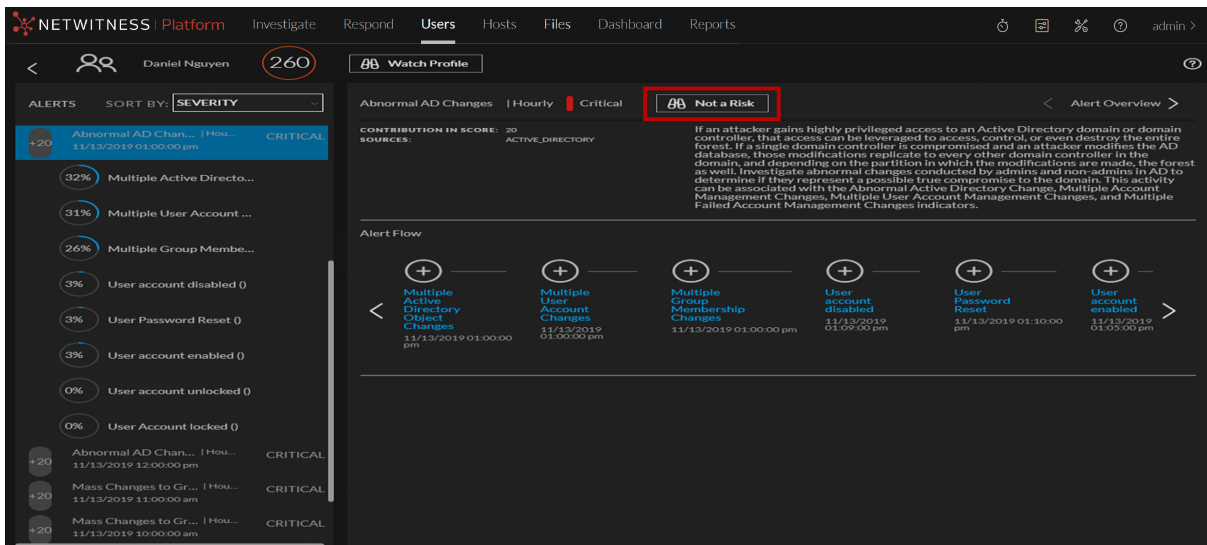 NETWITNESS | Platform Investigate Respond Users Hosts Files Dashboard Reports admin >
Daniel Nguyen 260 Watch Profile
ALERTS SORT BY: SEVERITY
Abnormal AD Changes | Hourly Critical Not a Risk < Alert Overview >
+20 Abnormal AD Chan... | Hou... CRITICAL
11/13/2019 01:00:00 pm
32% Multiple Active Directo...
31% Multiple User Account ...
26% Multiple Group Membe...
3% User account disabled ()
3% User Password Reset ()
3% User account enabled ()
0% User account unlocked ()
0% User Account locked ()
+20 Abnormal AD Chan... | Hou... CRITICAL
11/13/2019 12:00:00 pm
+20 Mass Changes to Gr... | Hou... CRITICAL
11/13/2019 11:00:00 am
+20 Mass Changes to Gr... | Hou... CRITICAL
11/13/2019 10:00:00 am
CONTRIBUTION IN SCORE: 20
SOURCES: ACTIVE_DIRECTORY
If an attacker gains highly privileged access to an Active Directory domain or domain
controller, that access can be leveraged to access, control, or even destroy the entire
forest. If a single domain controller is compromised and an attacker modifies the AD
database, those modifications replicate to every other domain controller in the
domain, and depending on the partition in which the modifications are made, the forest
as well. Investigate abnormal changes conducted by admins and non-admins in AD to
determine if they represent a possible true compromise to the domain. This activity
can be associated with the Abnormal Active Directory Change, Multiple Account
Management Changes, Multiple User Account Management Changes, and Multiple
Failed Account Management Changes indicators.
Alert Flow
Multiple
Active
Directory
Object
Changes
11/13/2019 01:00:00
pm
Multiple
User
Account
Changes
11/13/2019
01:00:00 pm
Multiple
Group
Membership
Changes
11/13/2019 01:00:00 pm
User
account
disabled
11/13/2019
01:09:00 pm
User
Password
Reset
11/13/2019 01:10:00
pm
User
account
enabled
11/13/2019
01:05:00 pm